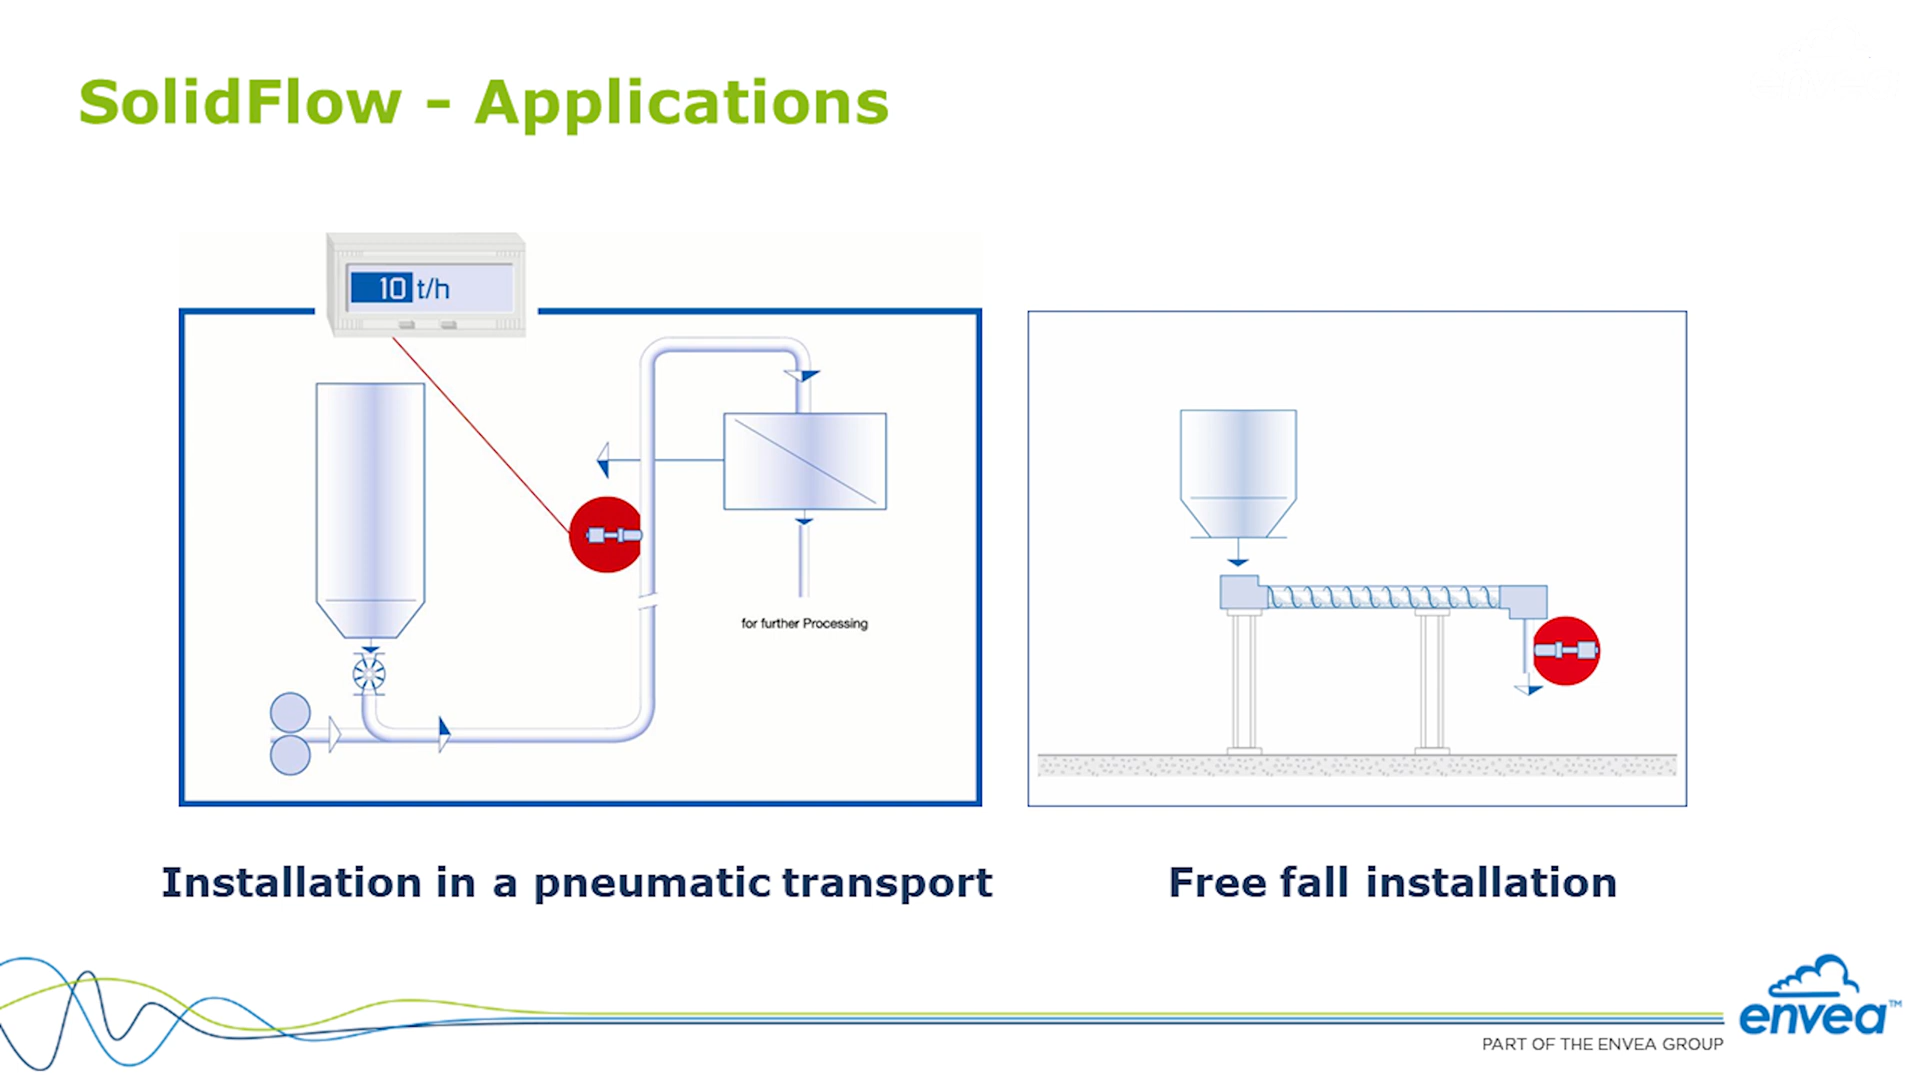 SolidFlow - Applications
10 t/h
for further Processing
Installation in a pneumatic transport
Free fall installation
envea™
PART OF THE ENVEA GROUP